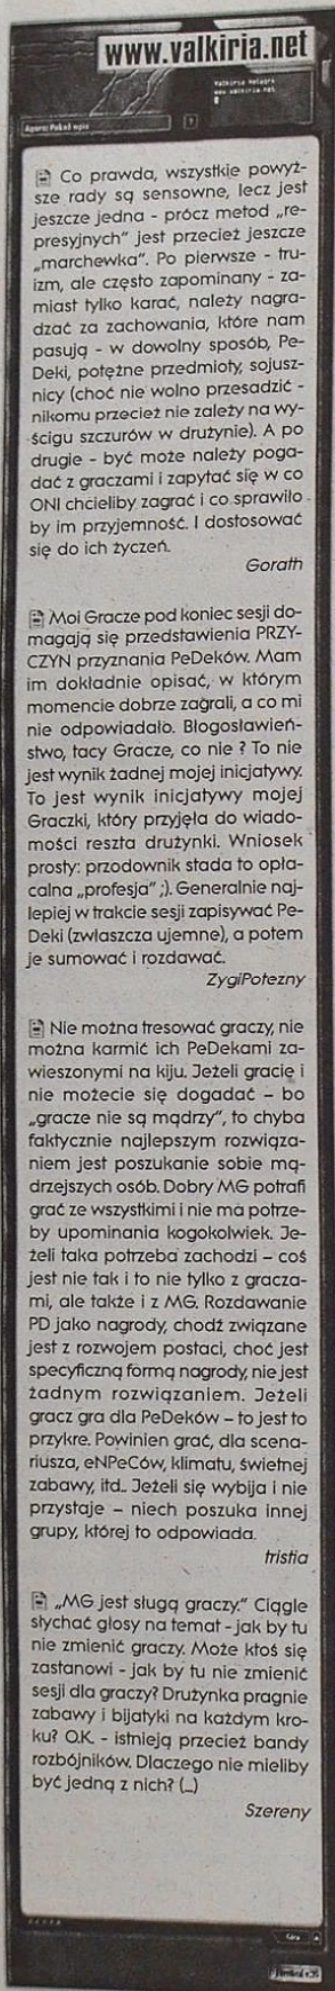 www.valkiria.net
Co prawda, wszystkie powyż-
sze rady są sensowne, lecz jest
jeszcze jedna - prócz metod „re-
presyjnych” jest przecież jeszcze
„marchewka”. Po pierwsze - tru-
izm, ale często zapominany - za-
miast tylko karać, należy nagra-
dzać za zachowania, które nam
pasują - w dowolny sposób, Pe-
Deki, potężne przedmioty, sojusz-
nicy (choć nie wolno przesadzić -
nikomu przecież nie zależy na wy-
ścigu szczurów w drużynie). A po
drugie - być może należy poga-
dać z graczami i zapytać się w co
ONI chcieliby zagrać i co sprawiło
by im przyjemność. I dostosować
się do ich życzeń.
Gorath
Moi Gracze pod koniec sesji do-
magają się przedstawienia PRZY-
CZYN przyznania PeDeków. Mam
im dokładnie opisać, w którym
momencie dobrze zagrali, a co mi
nie odpowiadało. Błogosławień-
stwo, tacy Gracze, co nie ? To nie
jest wynik żadnej mojej inicjatywy.
To jest wynik inicjatywy mojej
Graczki, który przyjęła do wiado-
mości reszta drużynki. Wniosek
prosty: przodownik stada to opła-
calna „profesja” ;). Generalnie naj-
lepiej w trakcie sesji zapisywać Pe-
Deki (zwłaszcza ujemne), a potem
je sumować i rozdawać.
ZygiPotezny
Nie można tresować graczy, nie
można karmić ich PeDekami za-
wieszonymi na kiju. Jeżeli gracie i
nie możecie się dogadać – bo
„gracze nie są mądrzy”, to chyba
faktycznie najlepszym rozwiąza-
niem jest poszukanie sobie mą-
drzejszych osób. Dobry MG potrafi
grać ze wszystkimi i nie ma potrze-
by upominania kogokolwiek. Je-
żeli taka potrzeba zachodzi – coś
jest nie tak i to nie tylko z gracza-
mi, ale także i z MG. Rozdawanie
PD jako nagrody, chodź związane
jest z rozwojem postaci, choć jest
specyficzną formą nagrody, nie jest
żadnym rozwiązaniem. Jeżeli
gracz gra dla PeDeków – to jest to
przykre. Powinien grać, dla scena-
riusza, eNPeCów, klimatu, świetnej
zabawy, itd.. Jeżeli się wybija i nie
przystaje – niech poszuka innej
grupy, której to odpowiada.
tristia
„MG jest sługą graczy.” Ciągle
słychać głosy na temat - jak by tu
nie zmienić graczy. Może ktoś się
zastanowi - jak by tu nie zmienić
sesji dla graczy? Drużynka pragnie
zabawy i bijatyki na każdym kro-
ku? O.K. - istnieją przecież bandy
rozbójników. Dlaczego nie mieliby
być jedną z nich? (...)
Szereny